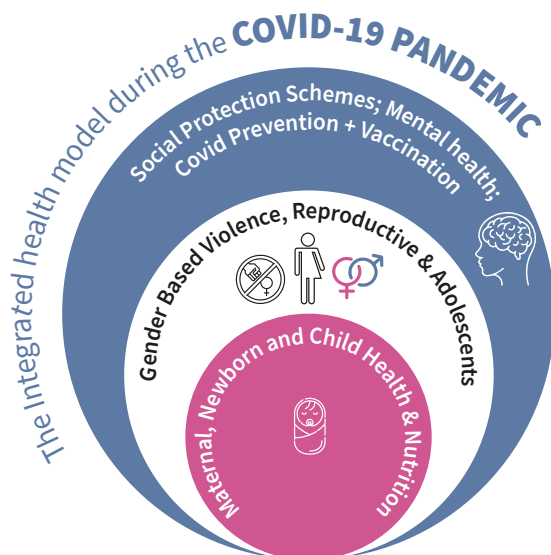 The Integrated health model during the COVID-19 PANDEMIC
Social Protection Schemes; Mental health;
Covid Prevention + Vaccination
Gender Based Violence, Reproductive & Adolescents
Maternal, Newborn and Child Health & Nutrition